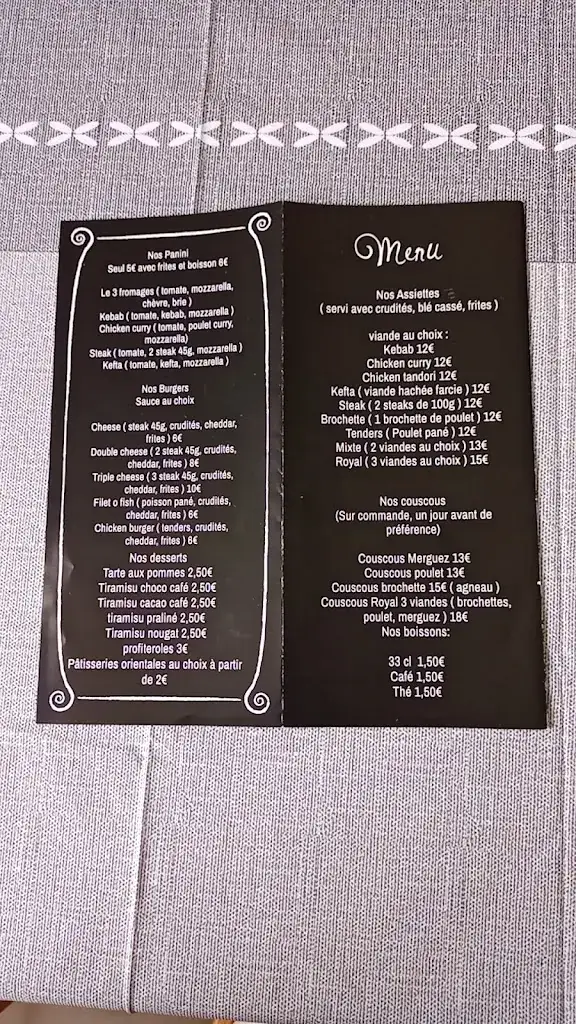 Nos Panini
Seul 5€ avec frites et boisson 6€
Le 3 fromages ( tomate, mozzarella,
chèvre, brie )
Kebab ( tomate, kebab, mozzarella )
Chicken curry ( tomate, poulet curry,
mozzarella)
Steak ( tomate, 2 steak 45g, mozzarella )
Kefta ( tomate, kefta, mozzarella )
Nos Burgers
Sauce au choix
Cheese ( steak 45g, crudités, cheddar,
frites ) 6€
Double cheese ( 2 steak 45g, crudités,
cheddar, frites ) 8€
Triple cheese ( 3 steak 45g, crudités,
cheddar, frites ) 10€
Filet o fish ( poisson pané, crudités,
cheddar, frites ) 6€
Chicken burger ( tenders, crudités,
cheddar, frites ) 6€
Nos desserts
Tarte aux pommes 2,50€
Tiramisu choco café 2,50€
Tiramisu cacao café 2,50€
tiramisu praliné 2,50€
Tiramisu nougat 2,50€
profiteroles 3€
Pâtisseries orientales au choix à partir
de 2€
Menu
Nos Assiettes
( servi avec crudités, blé cassé, frites )
viande au choix :
Kebab 12€
Chicken curry 12€
Chicken tandori 12€
Kefta ( viande hachée farcie ) 12€
Steak ( 2 steaks de 100g ) 12€
Brochette ( 1 brochette de poulet ) 12€
Tenders ( Poulet pané ) 12€
Mixte ( 2 viandes au choix ) 13€
Royal ( 3 viandes au choix ) 15€
Nos couscous
(Sur commande, un jour avant de
préférence)
Couscous Merguez 13€
Couscous poulet 13€
Couscous brochette 15€ ( agneau )
Couscous Royal 3 viandes ( brochettes,
poulet, merguez ) 18€
Nos boissons:
33 cl 1,50€
Café 1,50€
Thé 1,50€